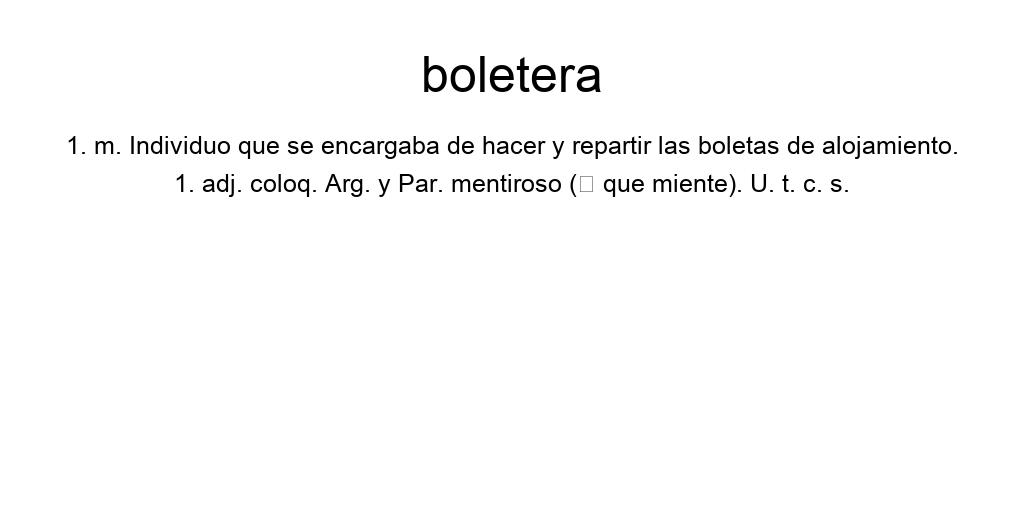 boletera
1. m. Individuo que se encargaba de hacer y repartir las boletas de alojamiento.
1. adj. coloq. Arg. y Par. mentiroso (▯ que miente). U. t. c. s.